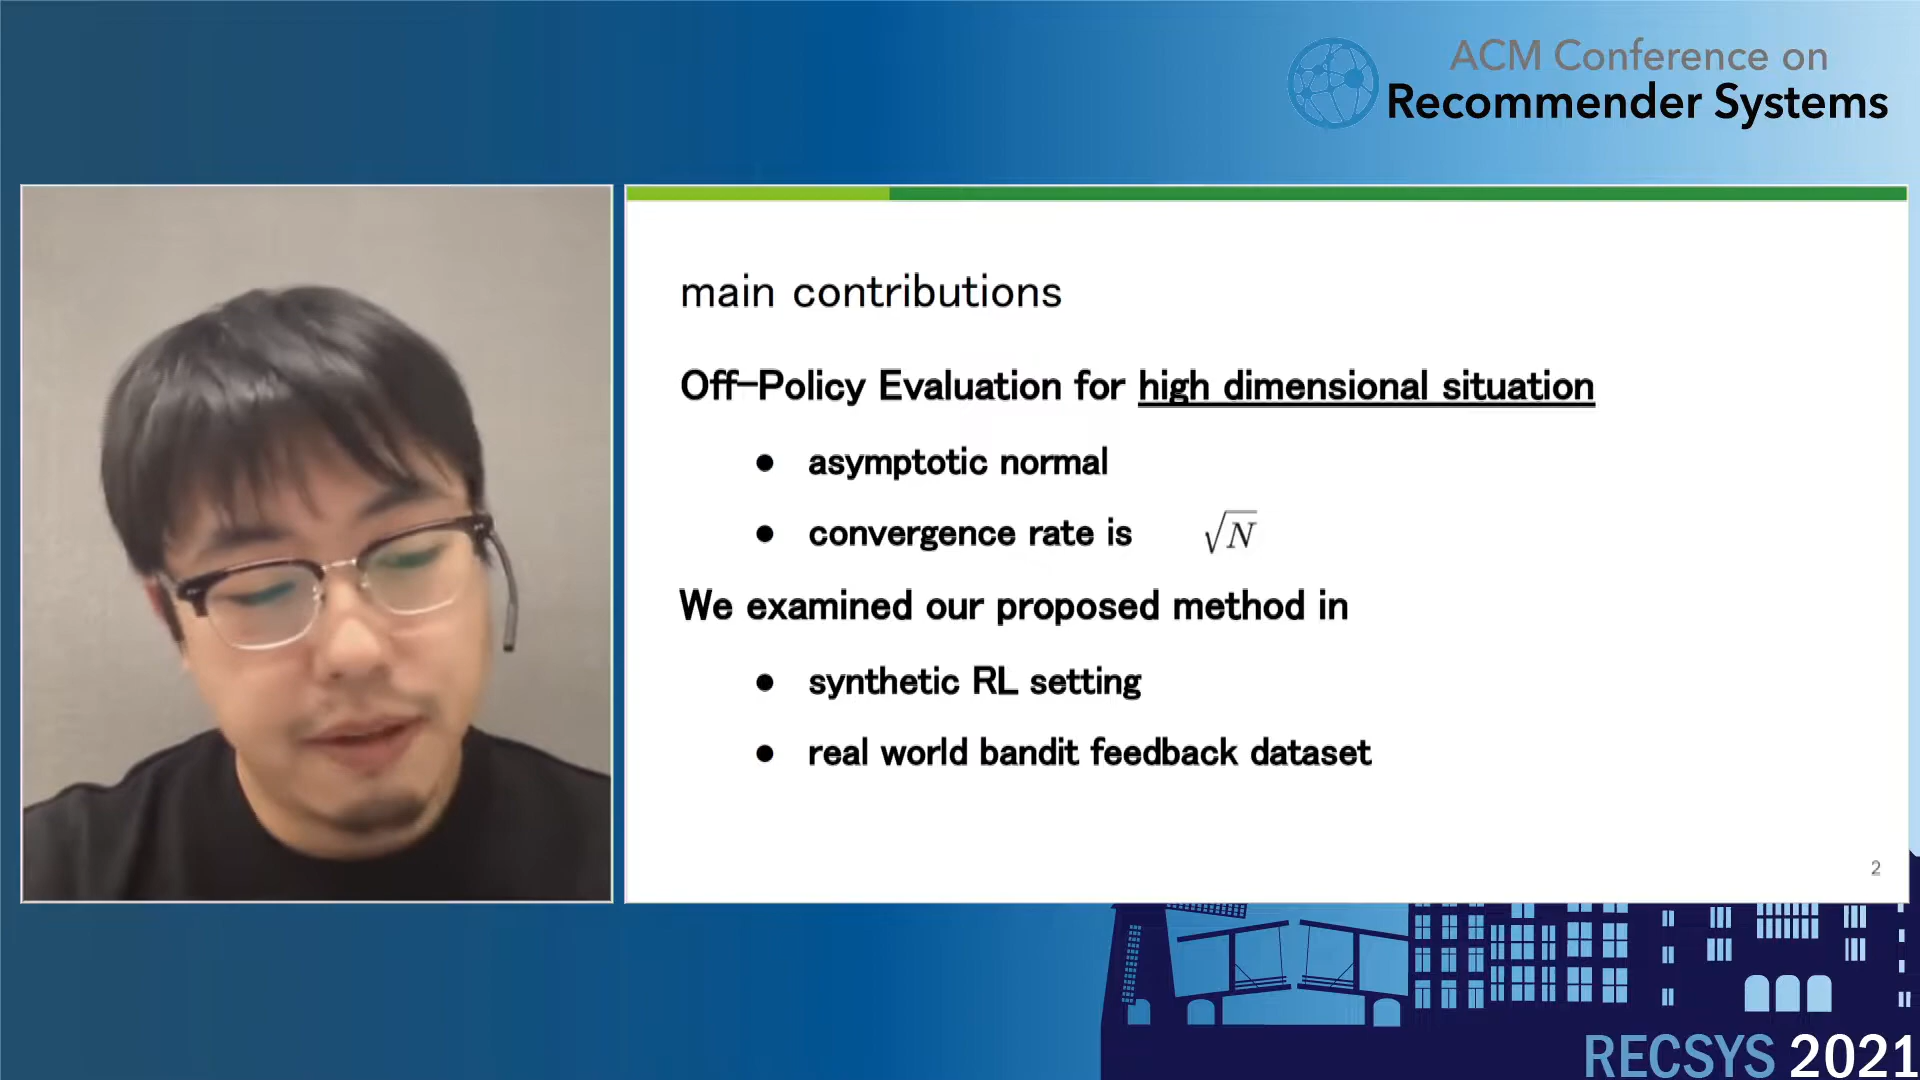 ACM Conference on
Recommender Systems
main contributions
Off-Policy Evaluation for high dimensional situation
● asymptotic normal
● convergence rate is √N
We examined our proposed method in
● synthetic RL setting
● real world bandit feedback dataset
2
RECSYS 2021